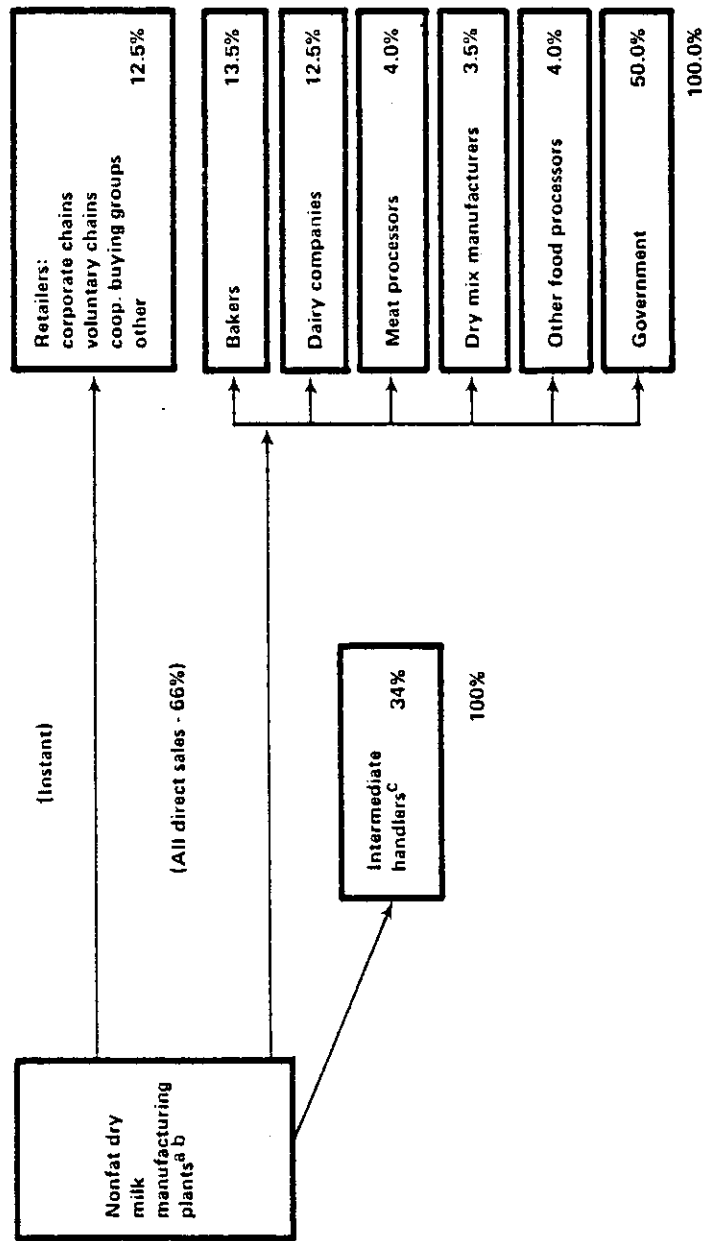 Nonfat dry
milk
manufacturing
plantsᵃ ᵇ
(Instant)
(All direct sales - 66%)
Intermediate
handlersᶜ 34%
100%
Retailers:
corporate chains
voluntary chains
coop. buying groups
other 12.5%
Bakers 13.5%
Dairy companies 12.5%
Meat processors 4.0%
Dry mix manufacturers 3.5%
Other food processors 4.0%
Government 50.0%
100.0%